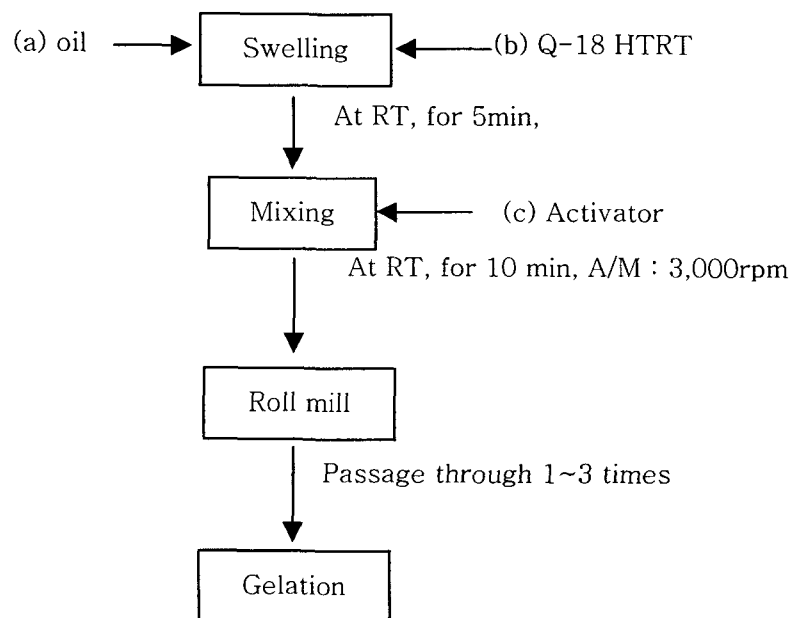 (a) oil
Swelling
(b) Q-18 HTRT
At RT, for 5min,
Mixing
(c) Activator
At RT, for 10 min, A/M : 3,000rpm
Roll mill
Passage through 1~3 times
Gelation